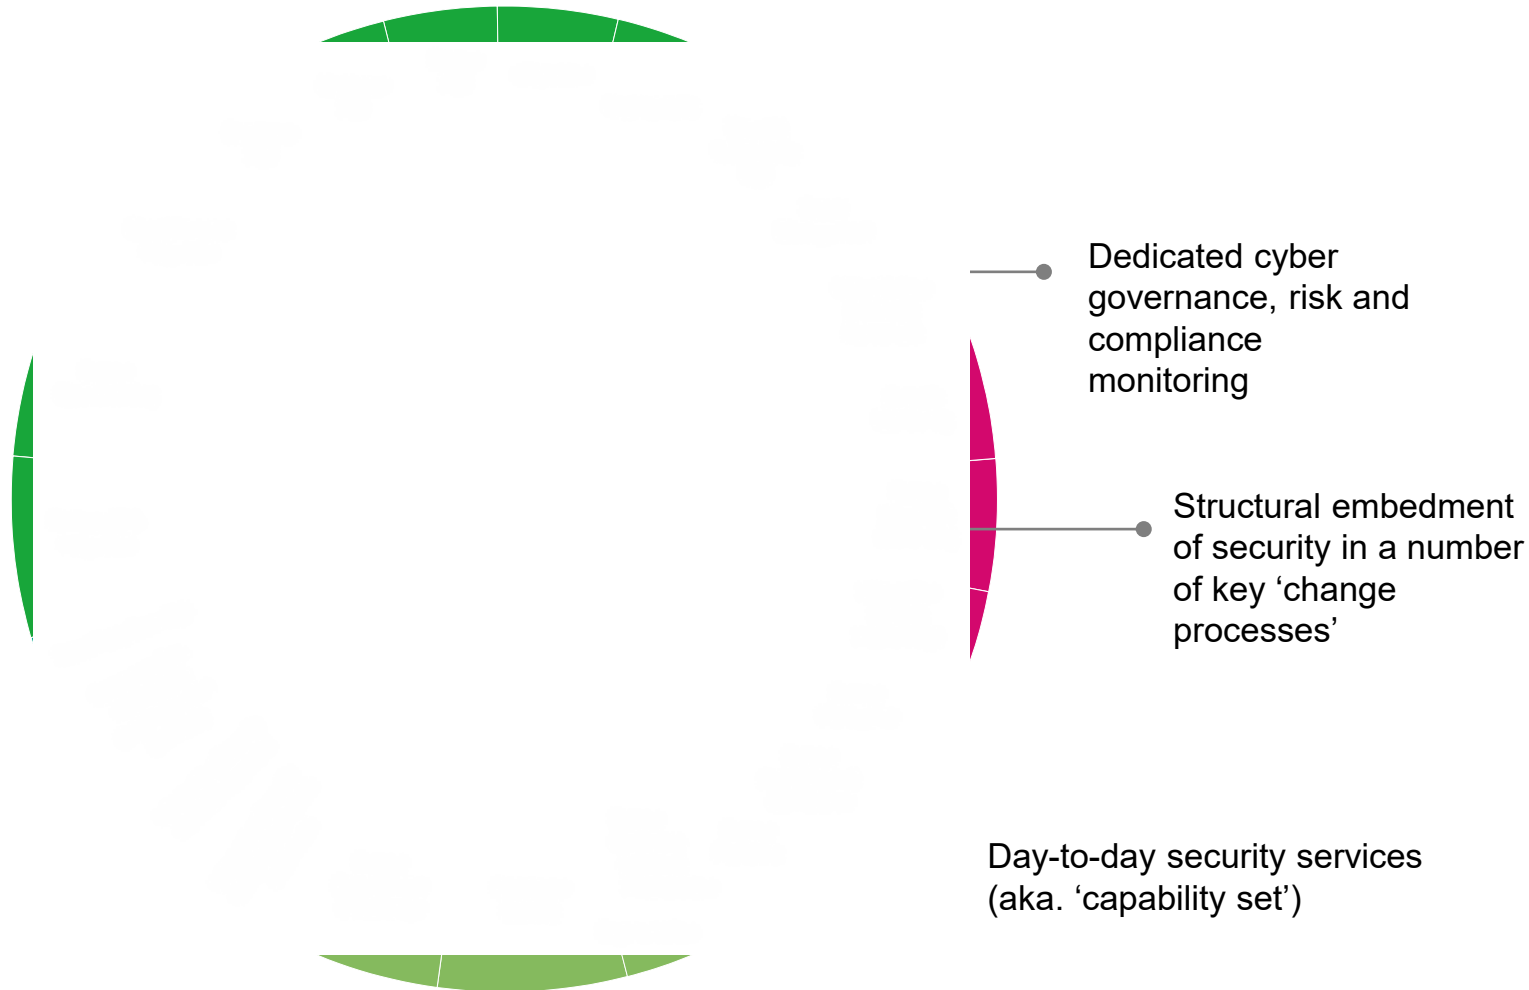 Dedicated cyber
governance, risk and
compliance
monitoring
Structural embedment
of security in a number
of key ‘change
processes’
Day-to-day security services
(aka. ‘capability set’)